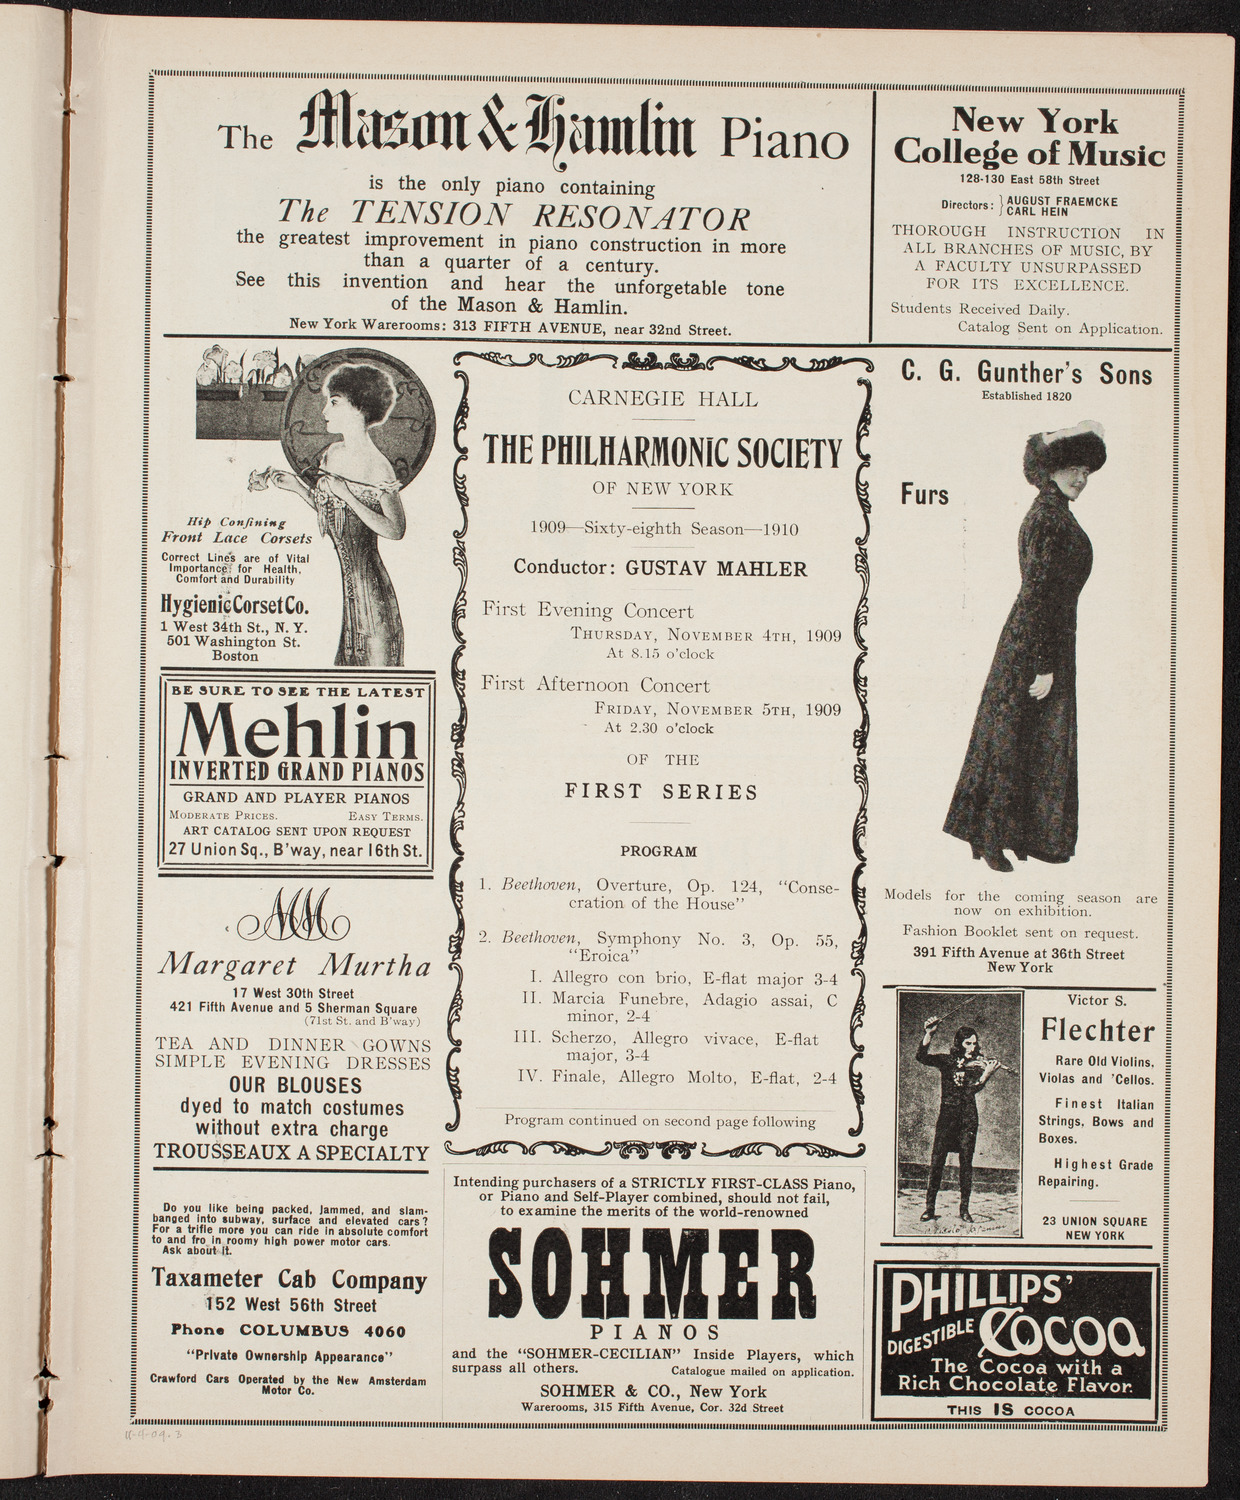 The Mason & Hamlin Piano
is the only piano containing
The TENSION RESONATOR
the greatest improvement in piano construction in more
than a quarter of a century.
See this invention and hear the unforgetable tone
of the Mason & Hamlin.
New York Warerooms: 313 FIFTH AVENUE, near 32nd Street.
New York
College of Music
128-130 East 58th Street
Directors: } AUGUST FRAEMCKE
CARL HEIN
THOROUGH INSTRUCTION IN
ALL BRANCHES OF MUSIC, BY
A FACULTY UNSURPASSED
FOR ITS EXCELLENCE.
Students Received Daily.
Catalog Sent on Application.
Hip Confining
Front Lace Corsets
Correct Lines are of Vital
Importance for Health,
Comfort and Durability
Hygienic Corset Co.
1 West 34th St., N. Y.
501 Washington St.
Boston
BE SURE TO SEE THE LATEST
Mehlin
INVERTED GRAND PIANOS
GRAND AND PLAYER PIANOS
MODERATE PRICES. EASY TERMS.
ART CATALOG SENT UPON REQUEST
27 Union Sq., B'way, near 16th St.
MM
Margaret Murtha
17 West 30th Street
421 Fifth Avenue and 5 Sherman Square
(71st St. and B'way)
TEA AND DINNER GOWNS
SIMPLE EVENING DRESSES
OUR BLOUSES
dyed to match costumes
without extra charge
TROUSSEAUX A SPECIALTY
Do you like being packed, jammed, and slam-
banged into subway, surface and elevated cars?
For a trifle more you can ride in absolute comfort
to and fro in roomy high power motor cars.
Ask about it.
Taxameter Cab Company
152 West 56th Street
Phone COLUMBUS 4060
"Private Ownership Appearance"
Crawford Cars Operated by the New Amsterdam
Motor Co.
CARNEGIE HALL
THE PHILHARMONIC SOCIETY
OF NEW YORK
1909—Sixty-eighth Season—1910
Conductor: GUSTAV MAHLER
First Evening Concert
THURSDAY, NOVEMBER 4TH, 1909
At 8.15 o'clock
First Afternoon Concert
FRIDAY, NOVEMBER 5TH, 1909
At 2.30 o'clock
OF THE
FIRST SERIES
PROGRAM
1. Beethoven, Overture, Op. 124, "Conse-
cration of the House"
2. Beethoven, Symphony No. 3, Op. 55,
"Eroica"
I. Allegro con brio, E-flat major 3-4
II. Marcia Funebre, Adagio assai, C
minor, 2-4
III. Scherzo, Allegro vivace, E-flat
major, 3-4
IV. Finale, Allegro Molto, E-flat, 2-4
Program continued on second page following
Intending purchasers of a STRICTLY FIRST-CLASS Piano,
or Piano and Self-Player combined, should not fail,
to examine the merits of the world-renowned
SOHMER
PIANOS
and the "SOHMER-CECILIAN" Inside Players, which
surpass all others. Catalogue mailed on application.
SOHMER & CO., New York
Warerooms, 315 Fifth Avenue, Cor. 32d Street
C. G. Gunther's Sons
Established 1820
Furs
Models for the coming season are
now on exhibition.
Fashion Booklet sent on request.
391 Fifth Avenue at 36th Street
New York
Victor S.
Flechter
Rare Old Violins,
Violas and 'Cellos.
Finest Italian
Strings, Bows and
Boxes.
Highest Grade
Repairing.
23 UNION SQUARE
NEW YORK
PHILLIPS'
DIGESTIBLE COCOA
The Cocoa with a
Rich Chocolate Flavor.
THIS IS COCOA
11-4-09.3